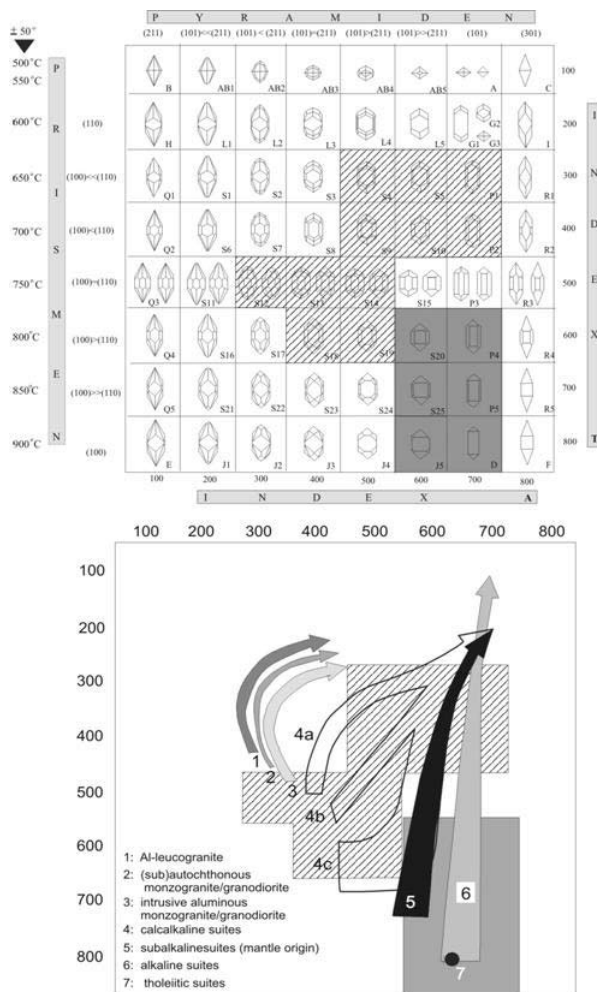 P Y R A M I D E N
± 50°
(211) (101)<<(211) (101) < (211) (101)=(211) (101)>(211) (101)>>(211) (101) (301)
500°C P B AB1 AB2 AB3 AB4 AB5 A C 100
550°C
600°C R (110) H L1 L2 L3 L4 L5 G1 G2 G3 I 200 I
650°C I (100)<<(110) Q1 S1 S2 S3 S4 S5 P1 R1 300 N
700°C S (100)<(110) Q2 S6 S7 S8 S9 S10 P2 R2 400 D
750°C M (100)=(110) Q3 S11 S12 S13 S14 S15 P3 R3 500 E
800°C E (100)>(110) Q4 S16 S17 S18 S19 S20 P4 R4 600 X
850°C (100)>>(110) Q5 S21 S22 S23 S24 S25 P5 R5 700
900°C N (100) E J1 J2 J3 J4 J5 D F 800 T
100 200 300 400 500 600 700 800
I N D E X A
100 200 300 400 500 600 700 800
100
200
300
400
500
600
700
800
4a
1
2
3
4b
4c
5
6
7
1: Al-leucogranite
2: (sub)autochthonous
monzogranite/granodiorite
3: intrusive aluminous
monzogranite/granodiorite
4: calcalkaline suites
5: subalkalinesuites (mantle origin)
6: alkaline suites
7: tholeiitic suites